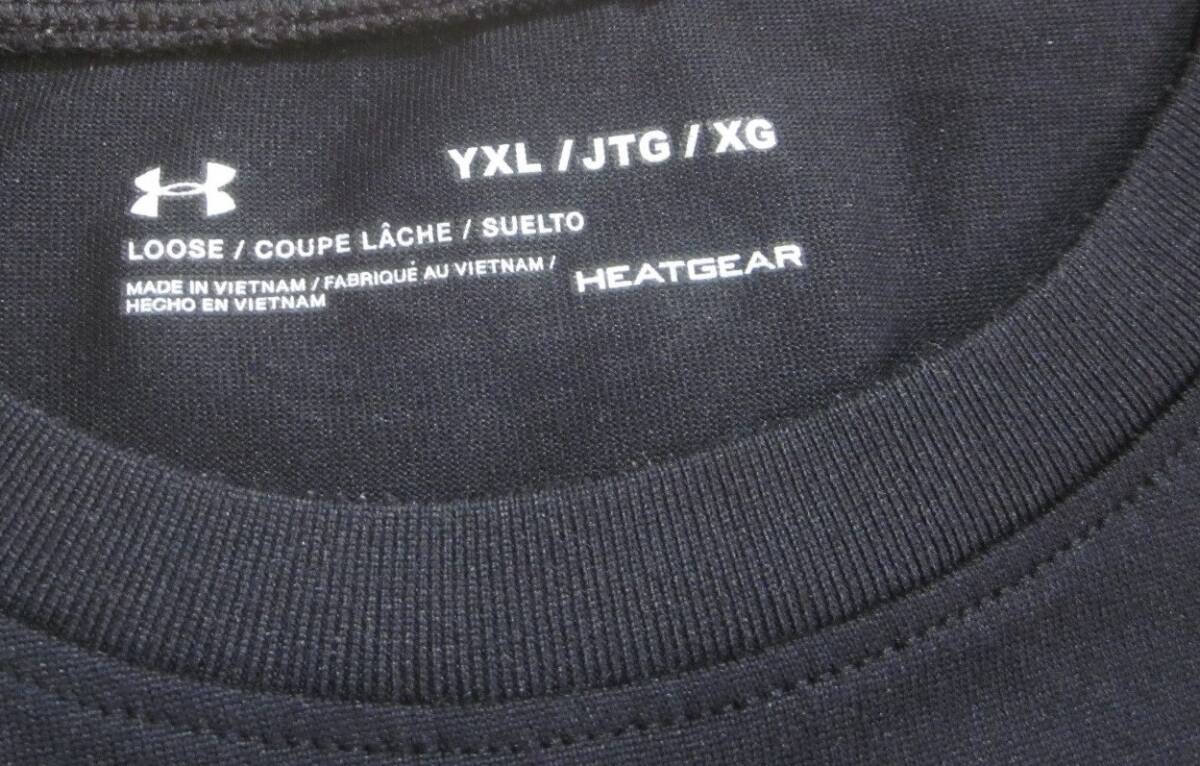 YXL / JTG / XG
LOOSE / COUPE LÂCHE / SUELTO
MADE IN VIETNAM / FABRIQUÉ AU VIETNAM /
HECHO EN VIETNAM
HEATGEAR